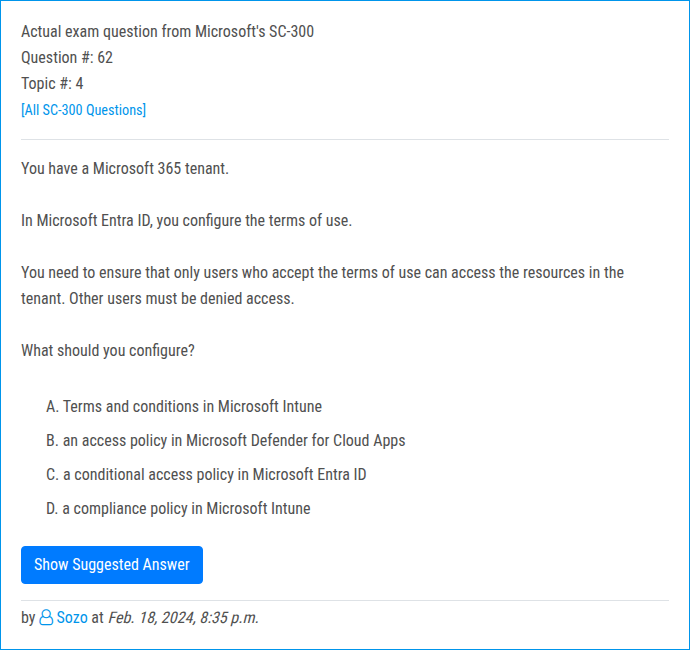 Actual exam question from Microsoft's SC-300
Question #: 62
Topic #: 4
[All SC-300 Questions]
You have a Microsoft 365 tenant.
In Microsoft Entra ID, you configure the terms of use.
You need to ensure that only users who accept the terms of use can access the resources in the
tenant. Other users must be denied access.
What should you configure?
A. Terms and conditions in Microsoft Intune
B. an access policy in Microsoft Defender for Cloud Apps
C. a conditional access policy in Microsoft Entra ID
D. a compliance policy in Microsoft Intune
Show Suggested Answer
by Sozo at Feb. 18, 2024, 8:35 p.m.